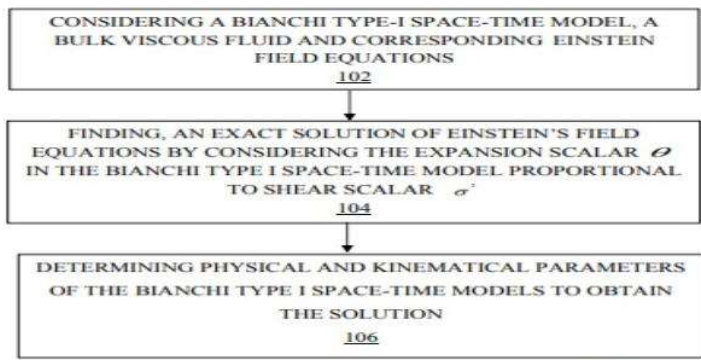 CONSIDERING A BIANCHI TYPE-I SPACE-TIME MODEL, A
BULK VISCOUS FLUID AND CORRESPONDING EINSTEIN
FIELD EQUATIONS
102
FINDING, AN EXACT SOLUTION OF EINSTEIN'S FIELD
EQUATIONS BY CONSIDERING THE EXPANSION SCALAR Θ
IN THE BIANCHI TYPE I SPACE-TIME MODEL PROPORTIONAL
TO SHEAR SCALAR σ'
104
DETERMINING PHYSICAL AND KINEMATICAL PARAMETERS
OF THE BIANCHI TYPE I SPACE-TIME MODELS TO OBTAIN
THE SOLUTION
106